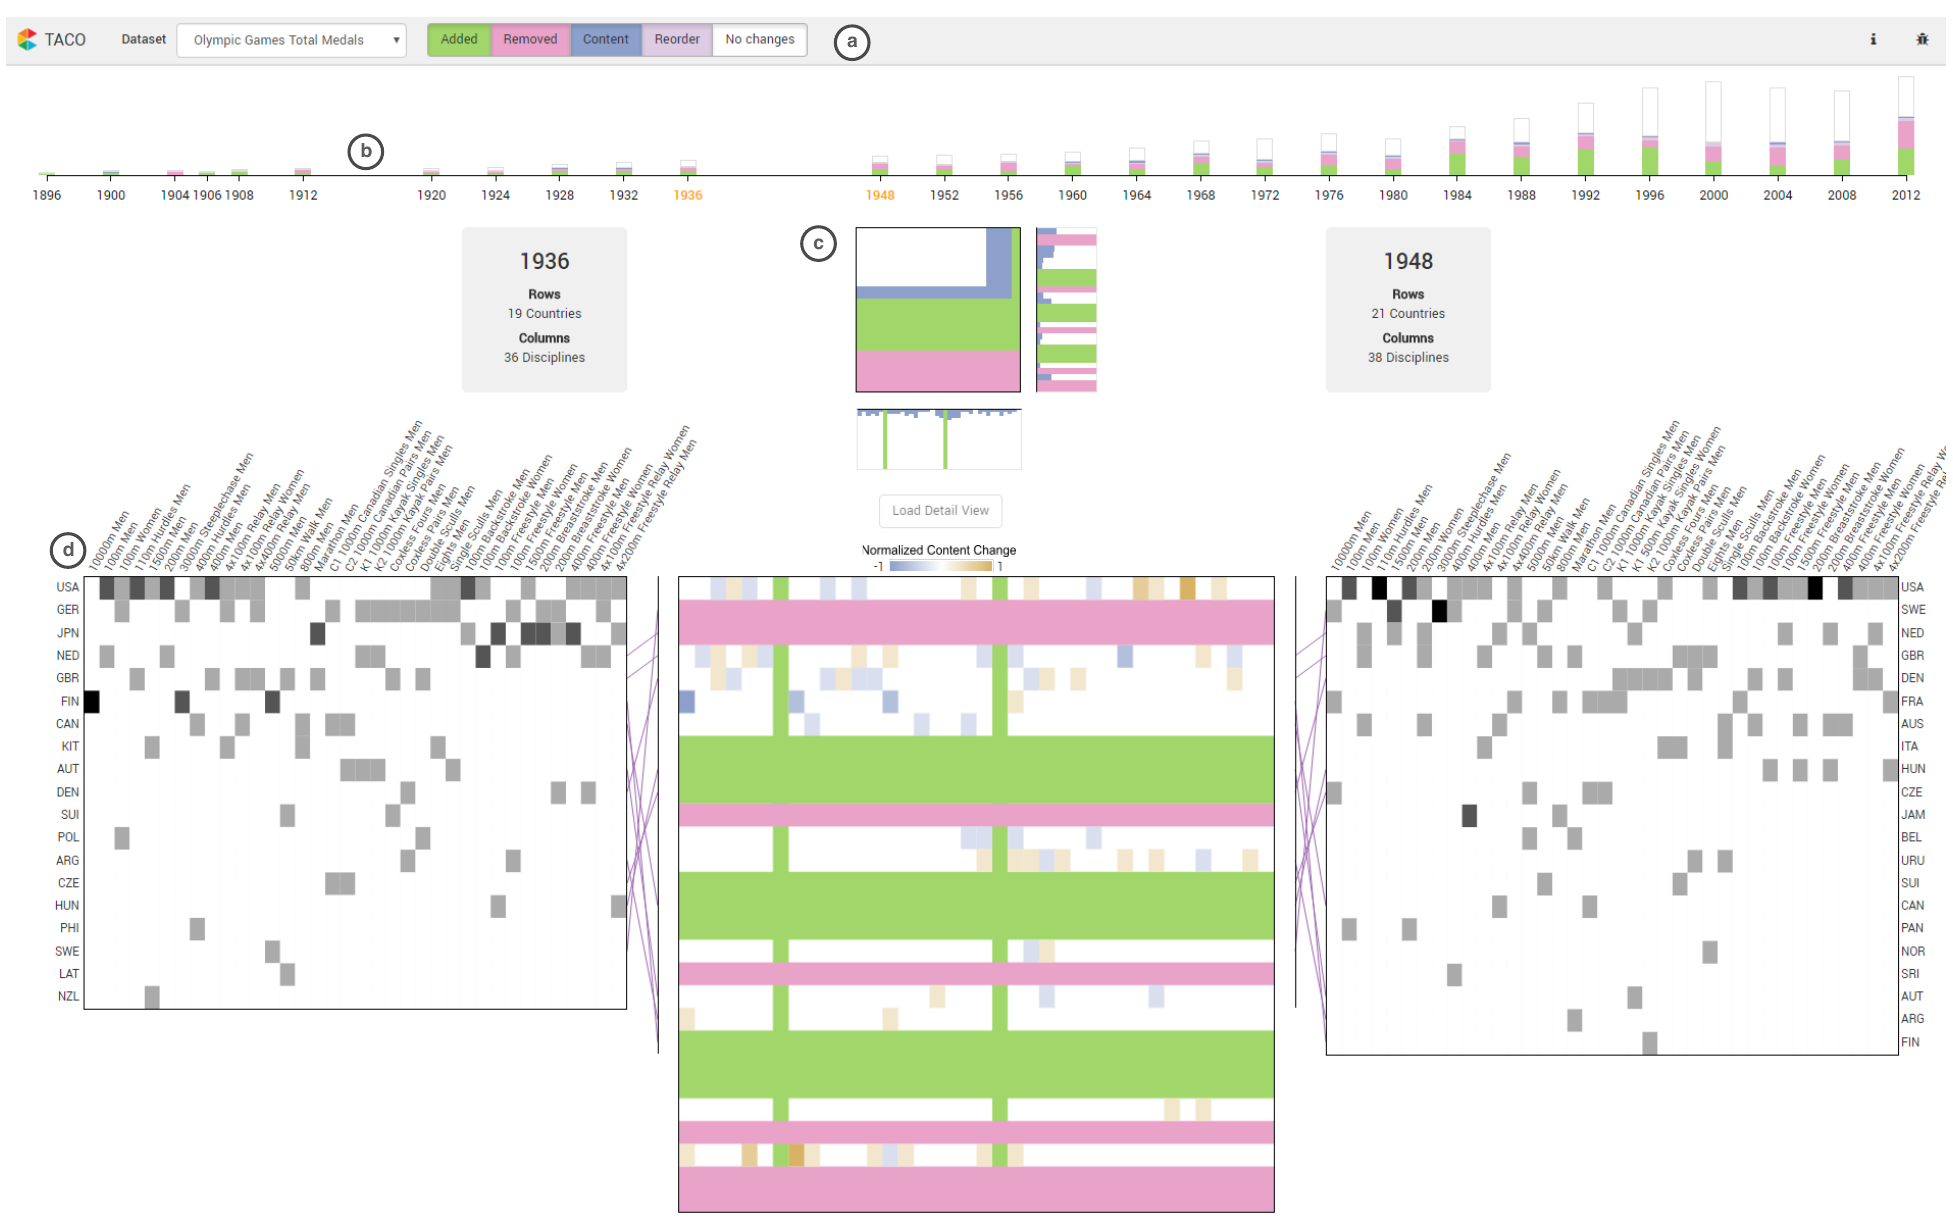 TACO Dataset Olympic Games Total Medals Added Removed Content Reorder No changes a
b
1896 1900 1904 1906 1908 1912 1920 1924 1928 1932 1936 1948 1952 1956 1960 1964 1968 1972 1976 1980 1984 1988 1992 1996 2000 2004 2008 2012
1936
Rows
19 Countries
Columns
36 Disciplines
c
1948
Rows
21 Countries
Columns
38 Disciplines
Load Detail View
Normalized Content Change
-1 1
d
10000m Men
100m Men
100m Women
110m Hurdles Men
1500m Men
200m Men
3000m Steeplechase Men
400m Hurdles Men
400m Men
4x100m Relay Men
4x100m Relay Women
4x400m Relay Men
5000m Men
50km Walk Men
800m Men
Marathon Men
C1 1000m Canadian Singles Men
C2 1000m Canadian Pairs Men
K1 1000m Kayak Singles Men
K2 1000m Kayak Pairs Men
Coxless Fours Men
Coxless Pairs Men
Double Sculls Men
Eights Men
Single Sculls Men
100m Backstroke Men
100m Backstroke Women
100m Freestyle Men
100m Freestyle Women
1500m Freestyle Men
200m Breaststroke Men
200m Breaststroke Women
400m Freestyle Men
400m Freestyle Women
4x100m Freestyle Relay Women
4x200m Freestyle Relay Men
USA
GER
JPN
NED
GBR
FIN
CAN
KIT
AUT
DEN
SUI
POL
ARG
CZE
HUN
PHI
SWE
LAT
NZL
10000m Men
100m Men
100m Women
110m Hurdles Men
1500m Men
200m Men
200m Women
3000m Steeplechase Men
400m Hurdles Men
400m Men
4x100m Relay Men
4x100m Relay Women
4x400m Relay Men
5000m Men
50km Walk Men
800m Men
Marathon Men
C1 1000m Canadian Singles Men
C2 1000m Canadian Pairs Men
K1 1000m Kayak Singles Men
K1 500m Kayak Singles Women
K2 1000m Kayak Pairs Men
Coxless Fours Men
Coxless Pairs Men
Double Sculls Men
Eights Men
Single Sculls Men
100m Backstroke Men
100m Backstroke Women
100m Freestyle Men
100m Freestyle Women
1500m Freestyle Men
200m Breaststroke Men
200m Breaststroke Women
400m Freestyle Men
400m Freestyle Women
4x100m Freestyle Relay
4x200m Freestyle
USA
SWE
NED
GBR
DEN
FRA
AUS
ITA
HUN
CZE
JAM
BEL
URU
SUI
CAN
PAN
NOR
SRI
AUT
ARG
FIN